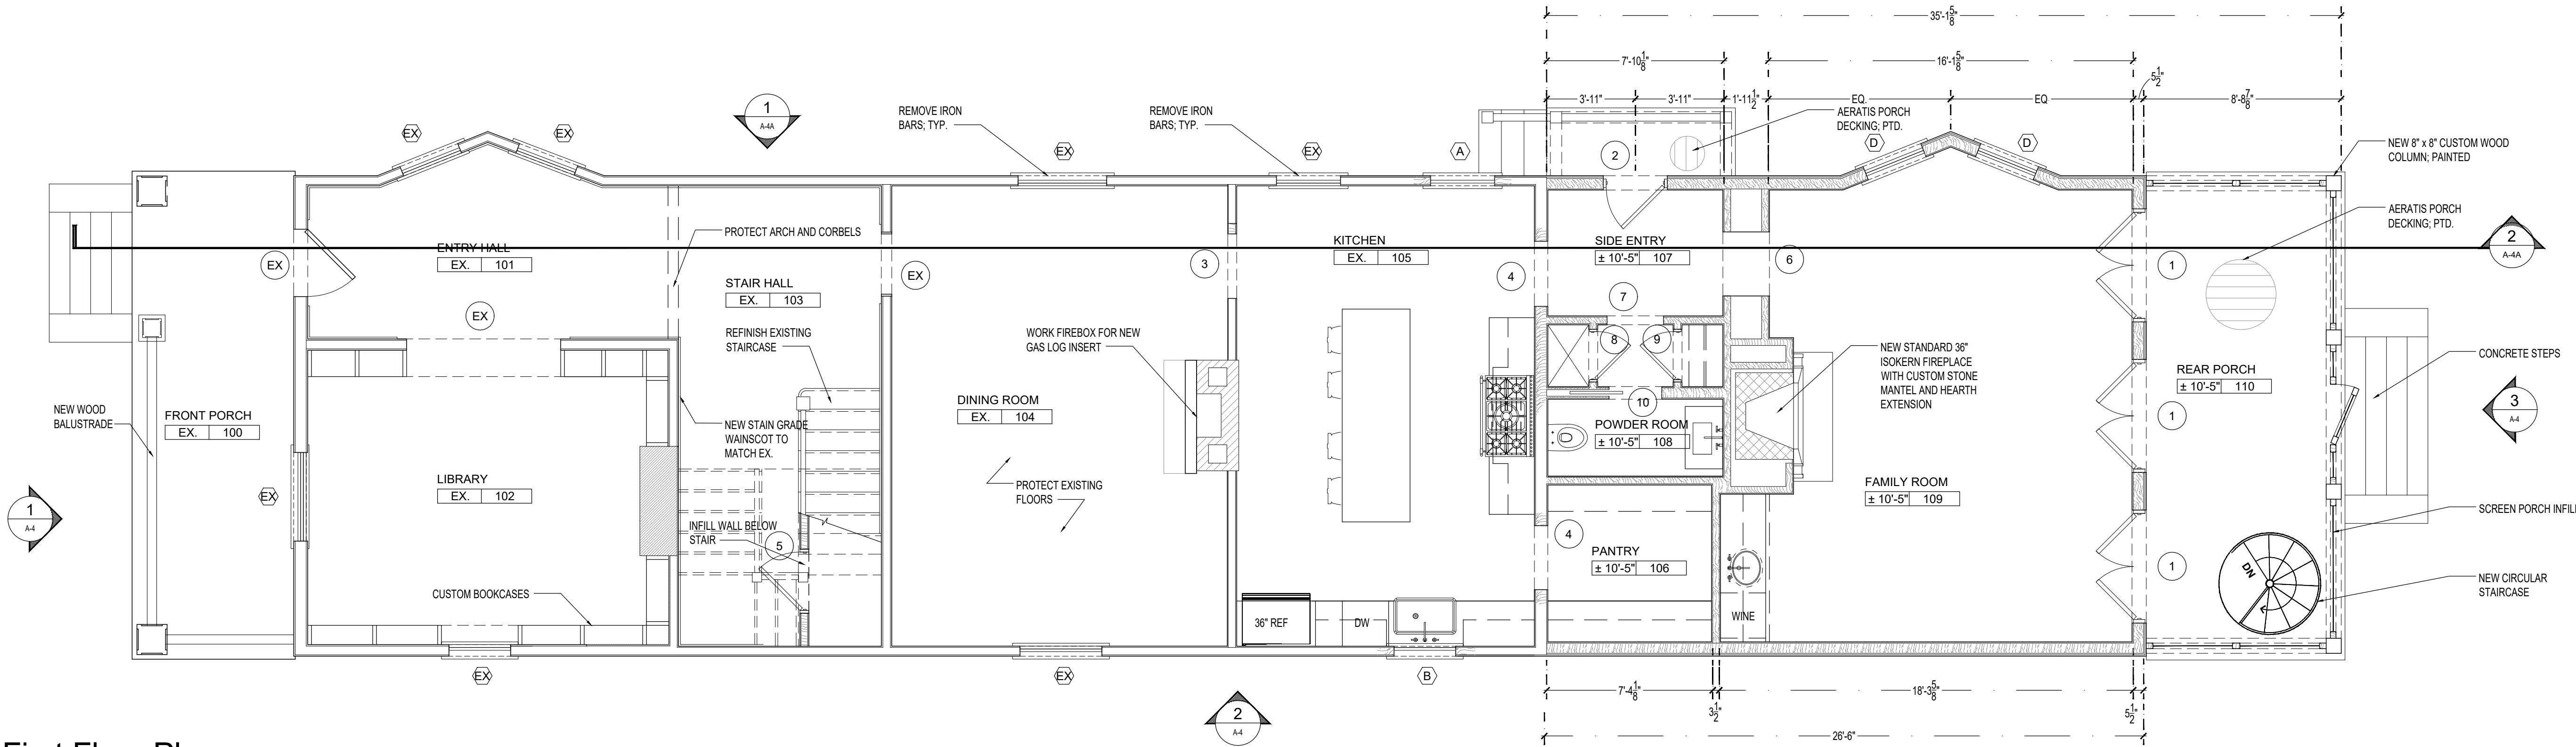 35'-1 5/8"
7'-10 1/8"
16'-1 5/8"
5 1/2"
3'-11"
3'-11"
1'-11 1/2"
EQ.
EQ
8'-8 7/8"
1
A-4A
REMOVE IRON
BARS; TYP.
REMOVE IRON
BARS; TYP.
AERATIS PORCH
DECKING; PTD.
EX
EX
EX
EX
A
2
D
D
NEW 8" x 8" CUSTOM WOOD
COLUMN; PAINTED
AERATIS PORCH
DECKING; PTD.
PROTECT ARCH AND CORBELS
ENTRY HALL
EX. 101
EX
EX
STAIR HALL
EX. 103
EX
3
KITCHEN
EX. 105
4
SIDE ENTRY
± 10'-5" 107
6
1
2
A-4A
7
REFINISH EXISTING
STAIRCASE
WORK FIREBOX FOR NEW
GAS LOG INSERT
8
9
NEW STANDARD 36"
ISOKERN FIREPLACE
WITH CUSTOM STONE
MANTEL AND HEARTH
EXTENSION
CONCRETE STEPS
REAR PORCH
± 10'-5" 110
NEW WOOD
BALUSTRADE
FRONT PORCH
EX. 100
NEW STAIN GRADE
WAINSCOT TO
MATCH EX.
DINING ROOM
EX. 104
10
POWDER ROOM
± 10'-5" 108
1
3
A-4
LIBRARY
EX. 102
EX
PROTECT EXISTING
FLOORS
FAMILY ROOM
± 10'-5" 109
1
A-4
INFILL WALL BELOW
STAIR
5
4
PANTRY
± 10'-5" 106
SCREEN PORCH INFILL
1
DN
NEW CIRCULAR
STAIRCASE
CUSTOM BOOKCASES
36" REF
DW
WINE
EX
EX
B
2
A-4
7'-4 1/8"
3 1/2"
18'-3 5/8"
5 1/2"
26'-6"